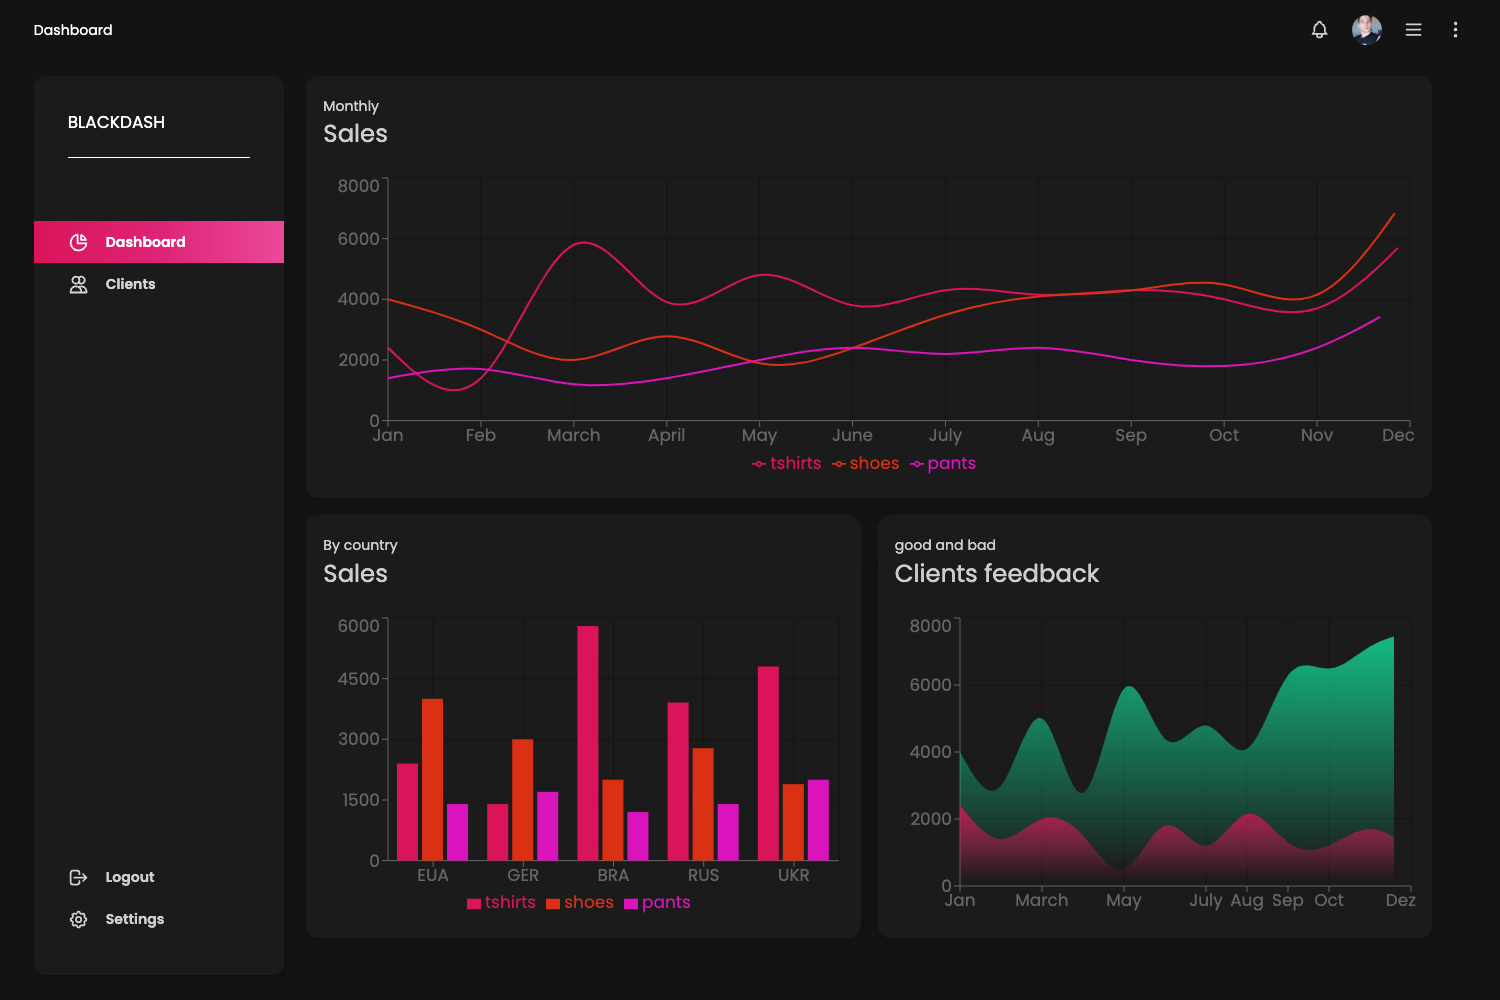 Dashboard
BLACKDASH
Dashboard
Clients
Logout
Settings
Monthly
Sales
8000
6000
4000
2000
0
Jan Feb March April May June July Aug Sep Oct Nov Dec
tshirts shoes pants
By country
Sales
6000
4500
3000
1500
0
EUA GER BRA RUS UKR
tshirts shoes pants
good and bad
Clients feedback
8000
6000
4000
2000
0
Jan March May July Aug Sep Oct Dez